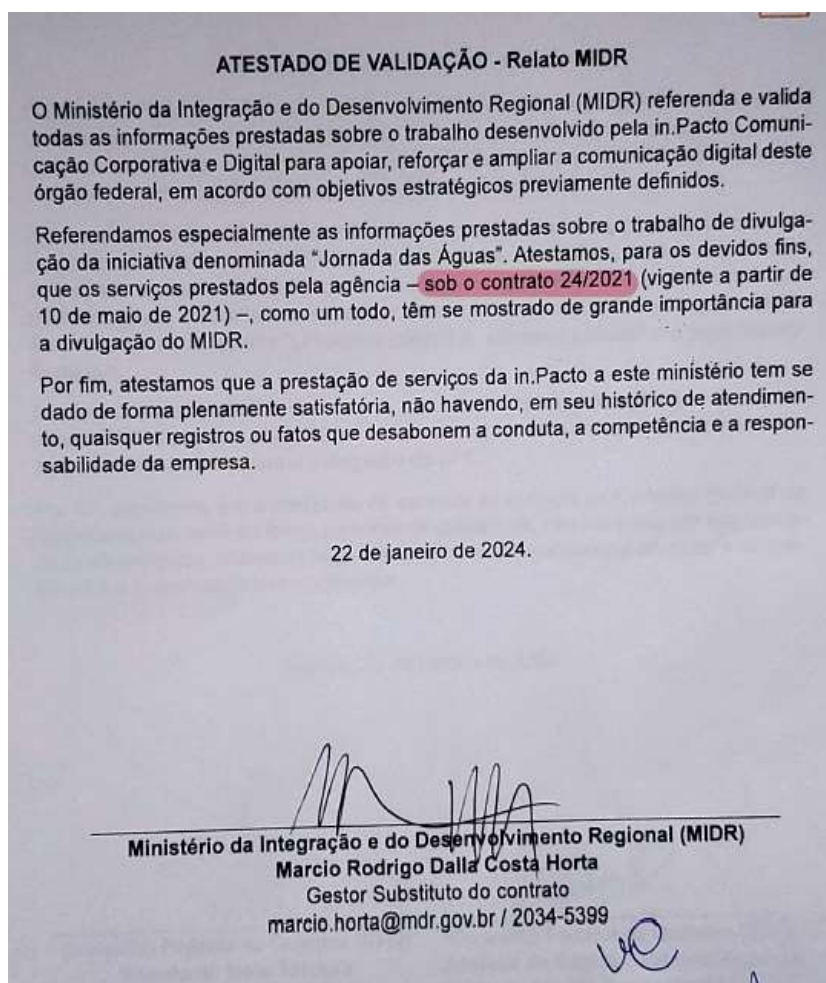 ATESTADO DE VALIDAÇÃO - Relato MIDR
O Ministério da Integração e do Desenvolvimento Regional (MIDR) referenda e valida
todas as informações prestadas sobre o trabalho desenvolvido pela in.Pacto Comuni-
cação Corporativa e Digital para apoiar, reforçar e ampliar a comunicação digital deste
órgão federal, em acordo com objetivos estratégicos previamente definidos.
Referendamos especialmente as informações prestadas sobre o trabalho de divulga-
ção da iniciativa denominada “Jornada das Águas”. Atestamos, para os devidos fins,
que os serviços prestados pela agência – sob o contrato 24/2021 (vigente a partir de
10 de maio de 2021) –, como um todo, têm se mostrado de grande importância para
a divulgação do MIDR.
Por fim, atestamos que a prestação de serviços da in.Pacto a este ministério tem se
dado de forma plenamente satisfatória, não havendo, em seu histórico de atendimen-
to, quaisquer registros ou fatos que desabonem a conduta, a competência e a respon-
sabilidade da empresa.
22 de janeiro de 2024.
Ministério da Integração e do Desenvolvimento Regional (MIDR)
Marcio Rodrigo Dalla Costa Horta
Gestor Substituto do contrato
marcio.horta@mdr.gov.br / 2034-5399